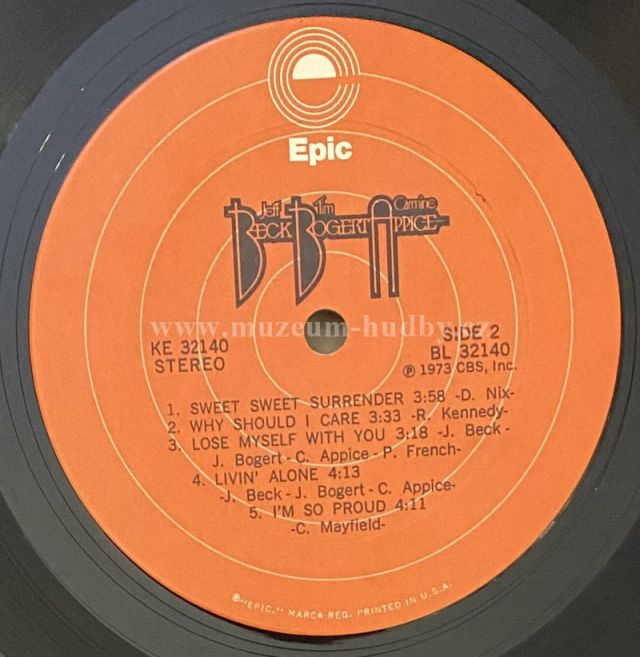 Epic
Jeff Tim Carmine
BECK BOGERT APPICE
www.muzeum-hudby.cz
KE 32140
STEREO
SIDE 2
BL 32140
℗ 1973 CBS, Inc.
1. SWEET SWEET SURRENDER 3:58 -D. Nix-
2. WHY SHOULD I CARE 3:33 -R. Kennedy-
3. LOSE MYSELF WITH YOU 3:18 -J. Beck -
J. Bogert - C. Appice - P. French-
4. LIVIN' ALONE 4:13
-J. Beck - J. Bogert - C. Appice-
5. I'M SO PROUD 4:11
-C. Mayfield-
®"EPIC," MARCA REG. PRINTED IN U.S.A.